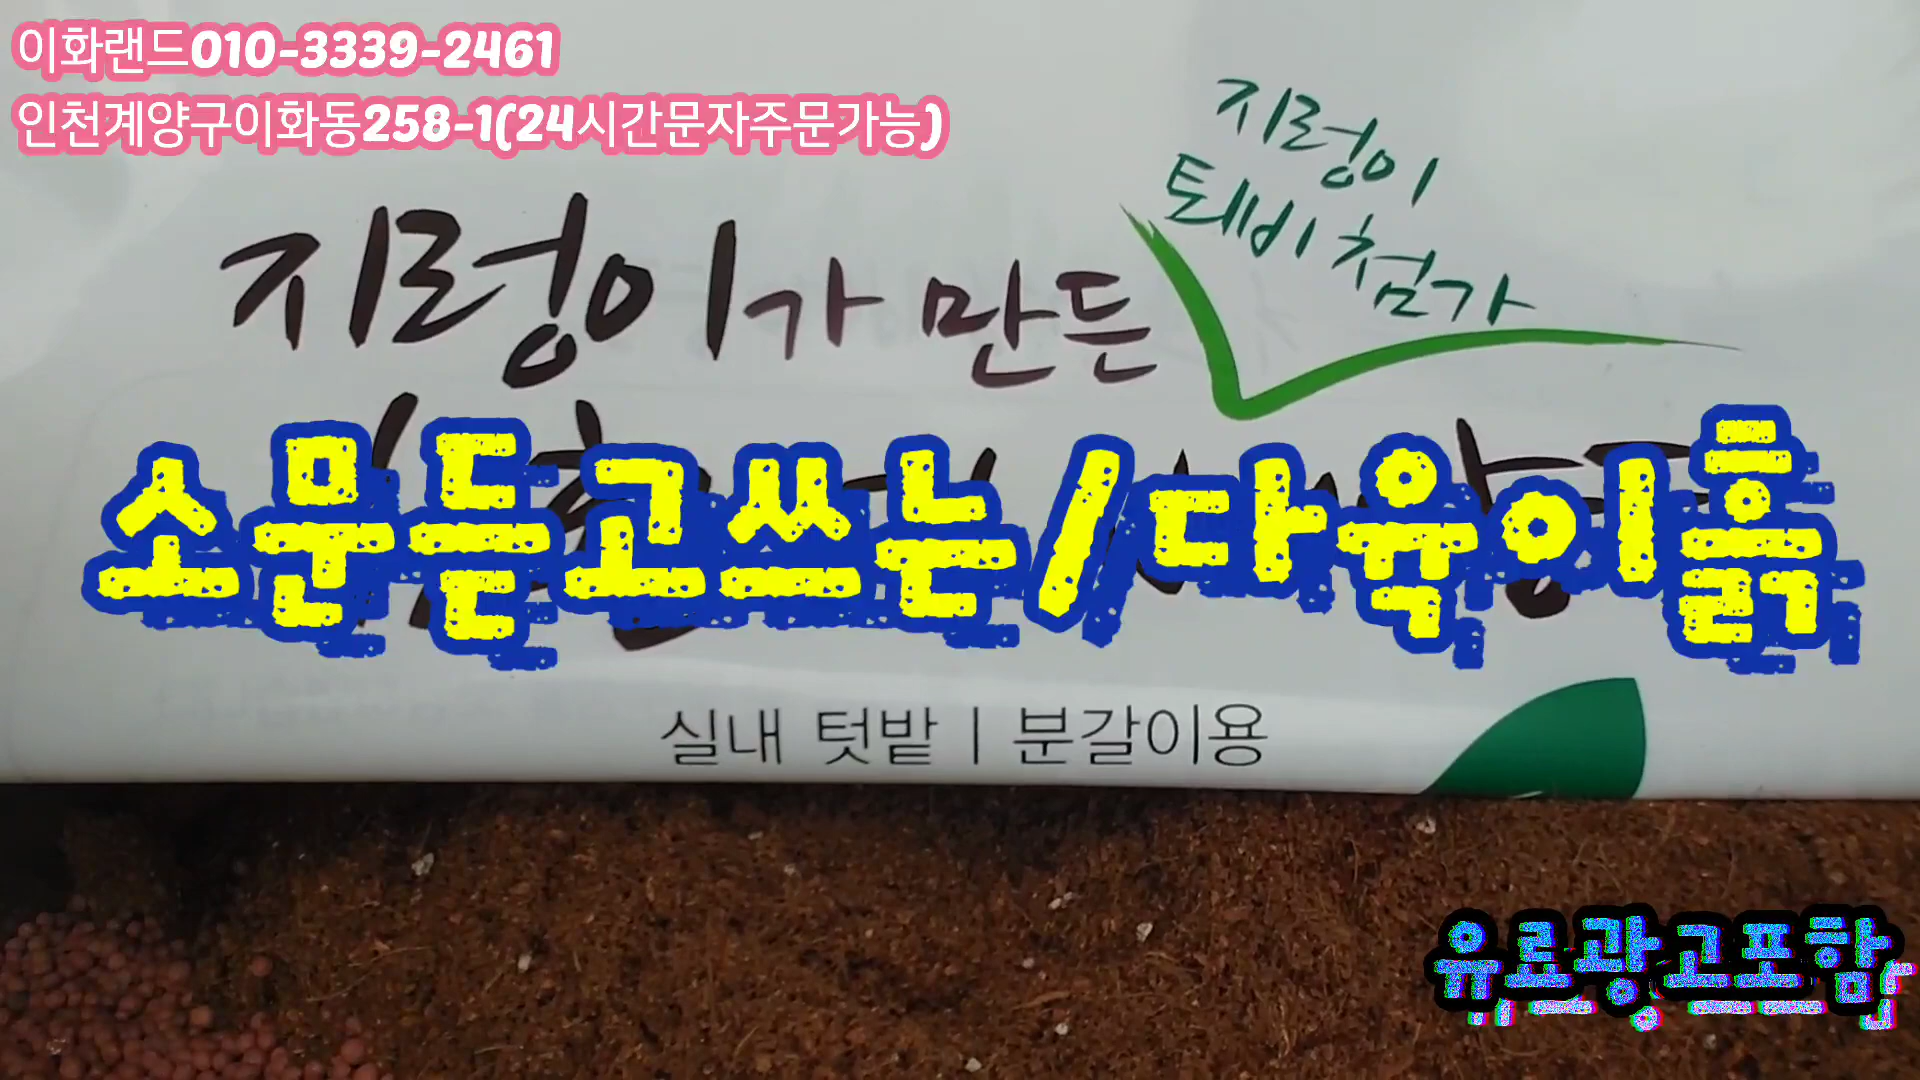 이화랜드010-3339-2461
인천계양구이화동258-1(24시간문자주문가능)
지렁이
퇴비 첨가
지렁이가 만든
소문듣고쓰는/다육이흙
실내 텃밭 | 분갈이용
유료광고포함